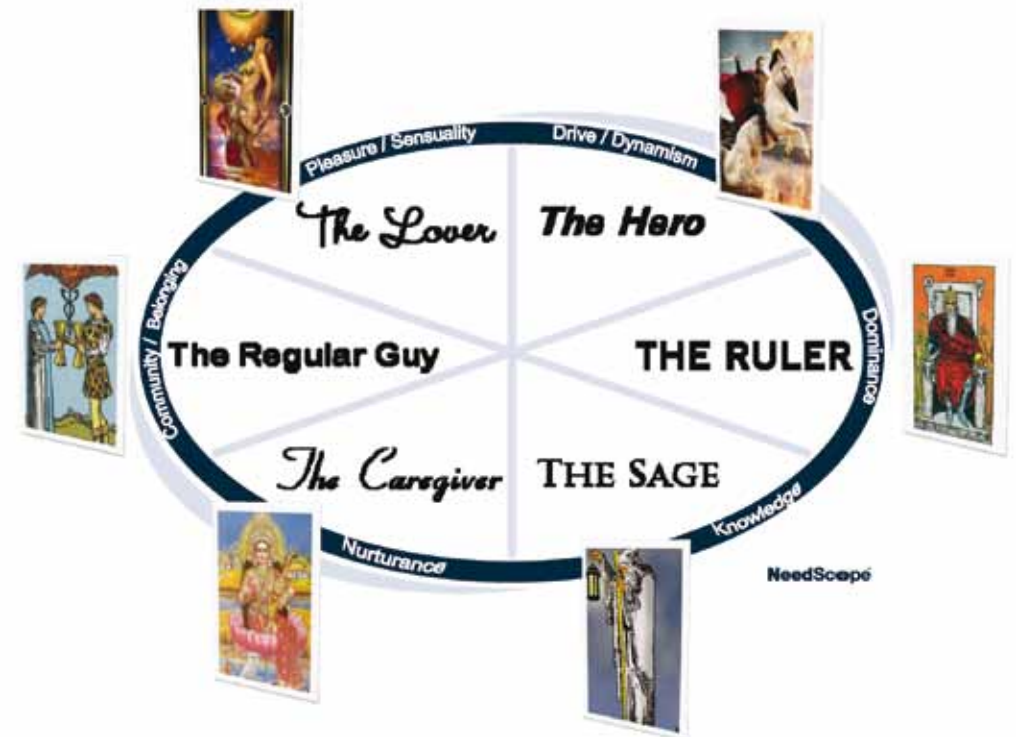 Pleasure / Sensuality
Drive / Dynamism
The Lover
The Hero
Community / Belonging
The Regular Guy
THE RULER
Dominance
The Caregiver
THE SAGE
Nurturance
Knowledge
NeedScope